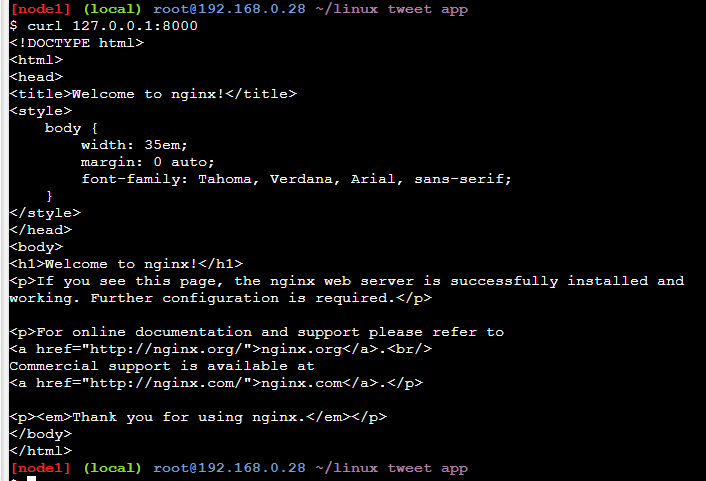 [node1] (local) root@192.168.0.28 ~/linux tweet app
$ curl 127.0.0.1:8000
<!DOCTYPE html>
<html>
<head>
<title>Welcome to nginx!</title>
<style>
    body {
        width: 35em;
        margin: 0 auto;
        font-family: Tahoma, Verdana, Arial, sans-serif;
    }
</style>
</head>
<body>
<h1>Welcome to nginx!</h1>
<p>If you see this page, the nginx web server is successfully installed and
working. Further configuration is required.</p>

<p>For online documentation and support please refer to
<a href="http://nginx.org/">nginx.org</a>.<br/>
Commercial support is available at
<a href="http://nginx.com/">nginx.com</a>.</p>

<p><em>Thank you for using nginx.</em></p>
</body>
</html>
[node1] (local) root@192.168.0.28 ~/linux tweet app
$